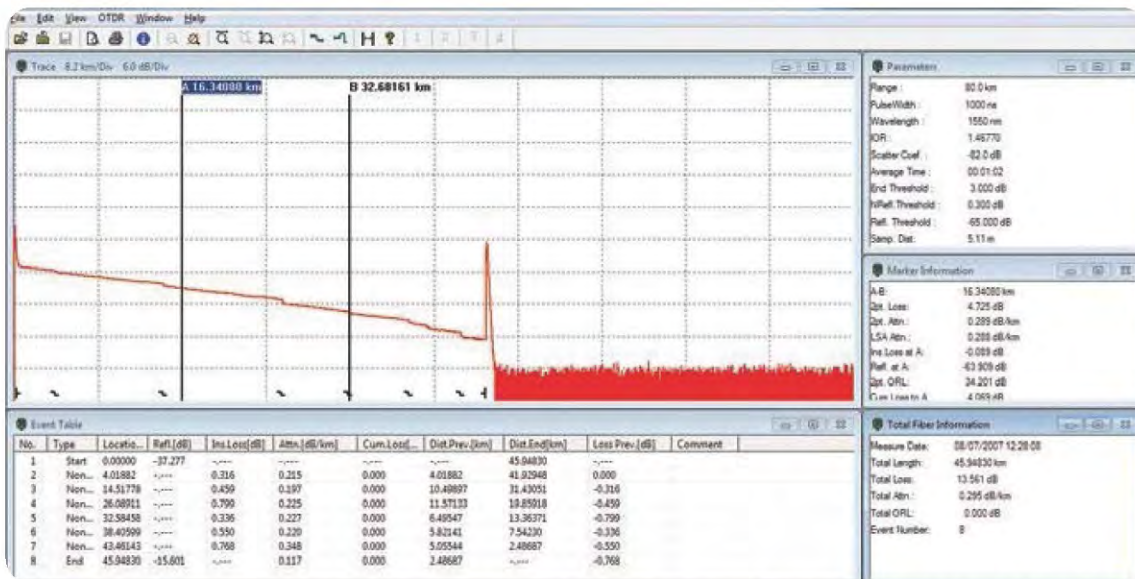 File Edit View OTDR Window Help
Trace 8.2 km/Div 6.0 dB/Div
A 16.34080 km
B 32.68161 km
Parameters
Range : 80.0 km
PulseWidth : 1000 ns
Wavelength : 1550 nm
IOR : 1.46770
Scatter Coef. : -82.0 dB
Average Time : 00:01:02
End Threshold : 3.000 dB
NRefl. Threshold : 0.300 dB
Refl. Threshold : -65.000 dB
Samp. Dist: 5.11 m
Marker Information
A-B: 16.34080 km
2pt. Loss: 4.725 dB
2pt. Attn.: 0.289 dB/km
LSA Attn.: 0.288 dB/km
Ins Loss at A: -0.089 dB
Refl. at A: -63.909 dB
2pt. ORL: 34.201 dB
Cum Loss to A 4.069 dB
Event Table
No. Type Locatio... Refl.[dB] Ins.Loss[dB] Attn.[dB/km] Cum.Loss[... Dist.Prev.[km] Dist.End[km] Loss Prev.[dB] Comment
1 Start 0.00000 -37.277 -.--- -.--- -.--- -.--- 45.94830 -.---
2 Non... 4.01882 -.--- 0.316 0.215 0.000 4.01882 41.92948 0.000
3 Non... 14.51778 -.--- 0.459 0.197 0.000 10.49897 31.43051 -0.316
4 Non... 26.08911 -.--- 0.799 0.225 0.000 11.57133 19.85918 -0.459
5 Non... 32.58458 -.--- 0.336 0.227 0.000 6.49547 13.36371 -0.799
6 Non... 38.40599 -.--- 0.550 0.220 0.000 5.82141 7.54230 -0.336
7 Non... 43.46143 -.--- 0.768 0.348 0.000 5.05544 2.48687 -0.550
8 End 45.94830 -15.601 -.--- 0.117 0.000 2.48687 -.--- -0.768
Total Fiber Information
Measure Date: 08/07/2007 12:28:08
Total Length: 45.94830 km
Total Loss: 13.561 dB
Total Attn.: 0.295 dB/km
Total ORL: 0.000 dB
Event Number: 8